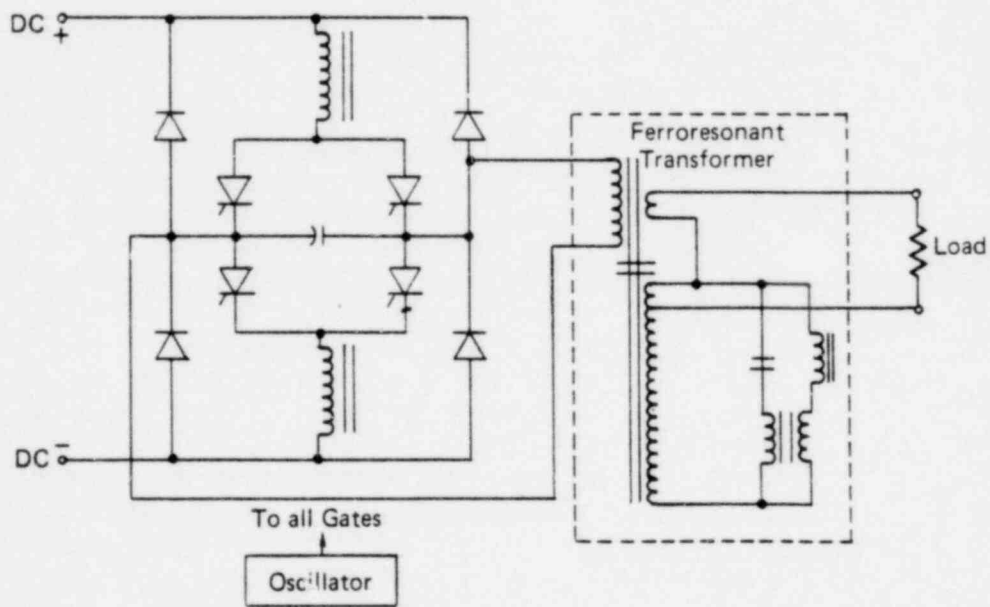 DC +
Ferroresonant
Transformer
Load
DC −
To all Gates
Oscillator